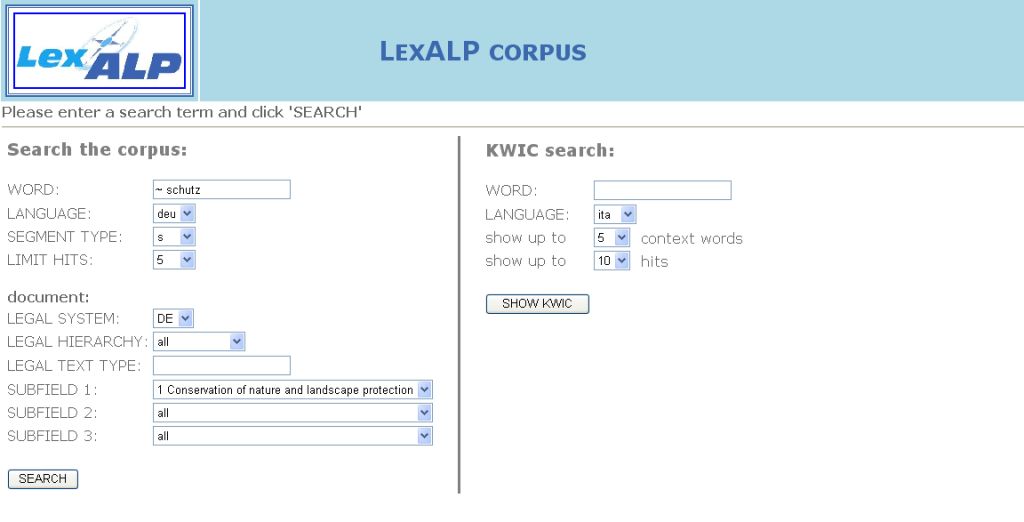 LexALP
LEXALP CORPUS
Please enter a search term and click 'SEARCH'
Search the corpus:
WORD: ~ schutz
LANGUAGE: deu
SEGMENT TYPE: s
LIMIT HITS: 5
document:
LEGAL SYSTEM: DE
LEGAL HIERARCHY: all
LEGAL TEXT TYPE:
SUBFIELD 1: 1 Conservation of nature and landscape protection
SUBFIELD 2: all
SUBFIELD 3: all
SEARCH
KWIC search:
WORD:
LANGUAGE: ita
show up to 5 context words
show up to 10 hits
SHOW KWIC